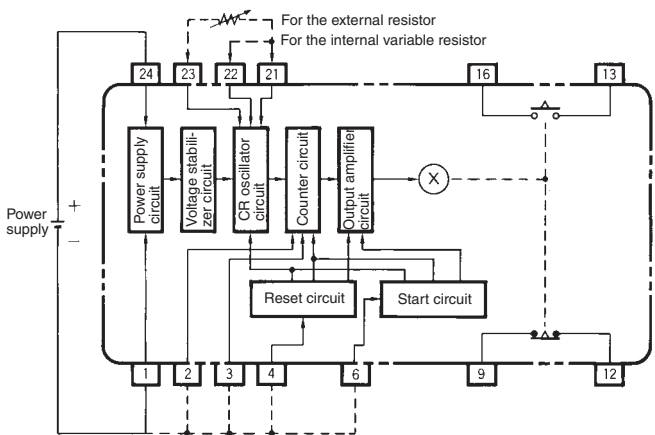 For the external resistor
For the internal variable resistor
24 23 22 21 16 13
Power supply
circuit
Voltage stabili-
zer circuit
CR oscillator
circuit
Counter circuit
Output amplifier
circuit
X
+
Power
supply
−
Reset circuit
Start circuit
1 2 3 4 6 9 12